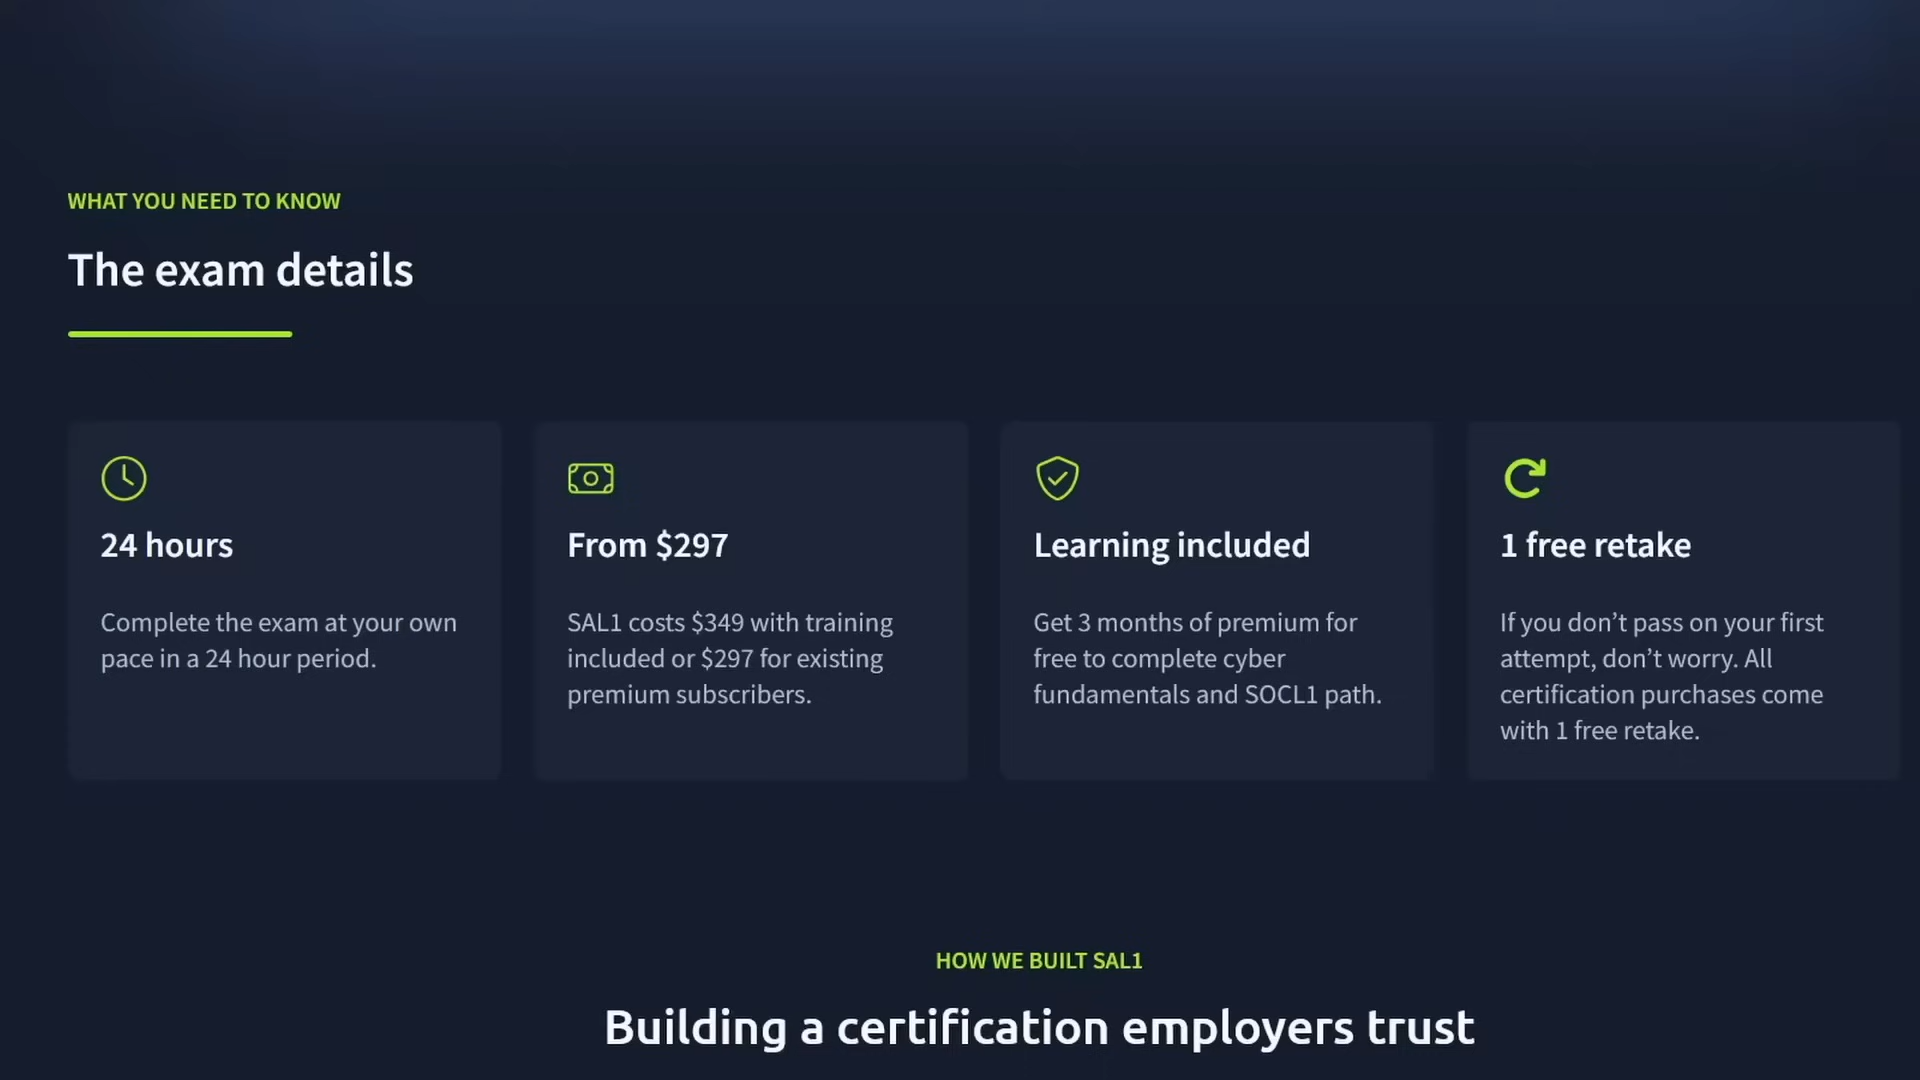 WHAT YOU NEED TO KNOW
The exam details
24 hours
Complete the exam at your own
pace in a 24 hour period.
From $297
SAL1 costs $349 with training
included or $297 for existing
premium subscribers.
Learning included
Get 3 months of premium for
free to complete cyber
fundamentals and SOCL1 path.
1 free retake
If you don’t pass on your first
attempt, don’t worry. All
certification purchases come
with 1 free retake.
HOW WE BUILT SAL1
Building a certification employers trust